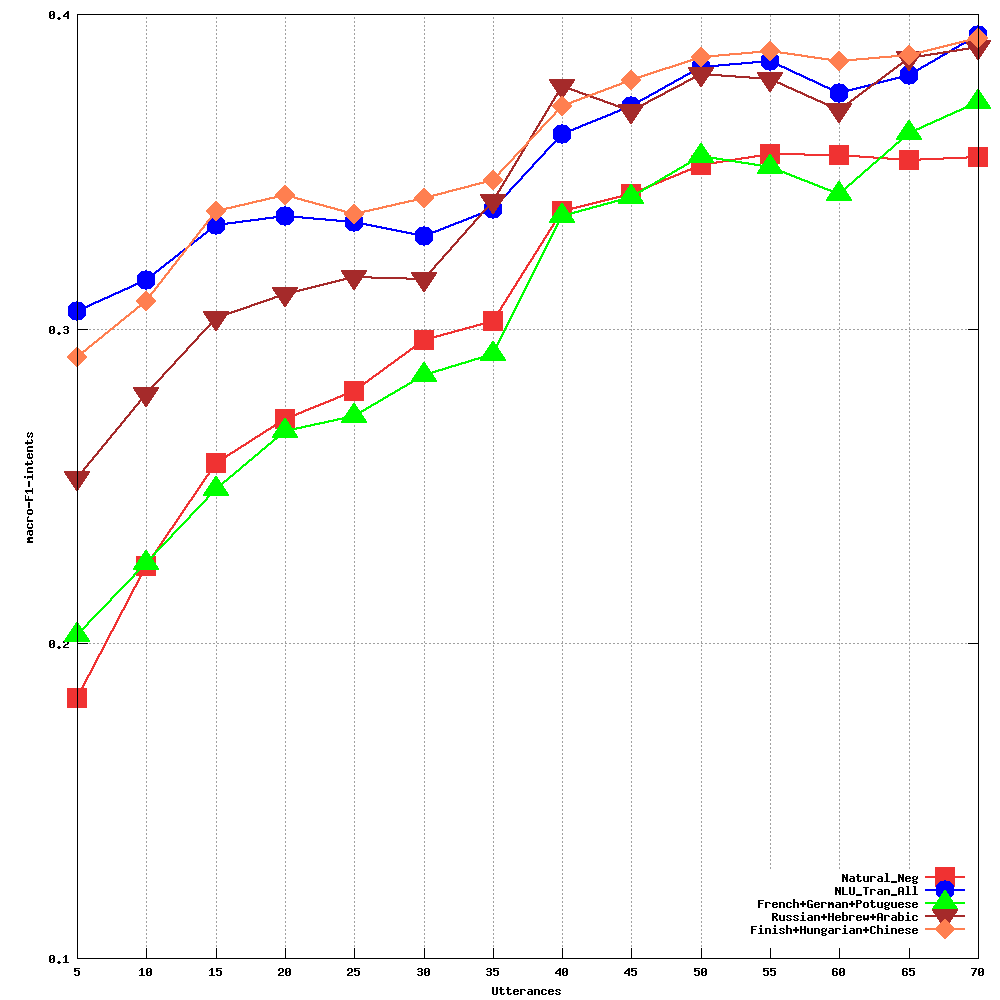 0.4
0.3
0.2
0.1
macro-F1-intents
5 10 15 20 25 30 35 40 45 50 55 60 65 70
Utterances
Natural_Neg
NLU_Tran_All
French+German+Potuguese
Russian+Hebrew+Arabic
Finish+Hungarian+Chinese